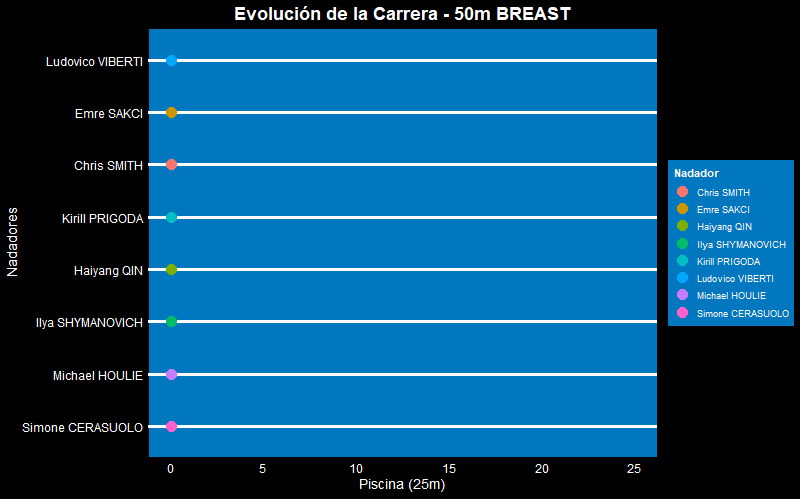 Evolución de la Carrera - 50m BREAST
Nadadores
Ludovico VIBERTI
Emre SAKCI
Chris SMITH
Kirill PRIGODA
Haiyang QIN
Ilya SHYMANOVICH
Michael HOULIE
Simone CERASUOLO
0 5 10 15 20 25
Piscina (25m)
Nadador
Chris SMITH
Emre SAKCI
Haiyang QIN
Ilya SHYMANOVICH
Kirill PRIGODA
Ludovico VIBERTI
Michael HOULIE
Simone CERASUOLO